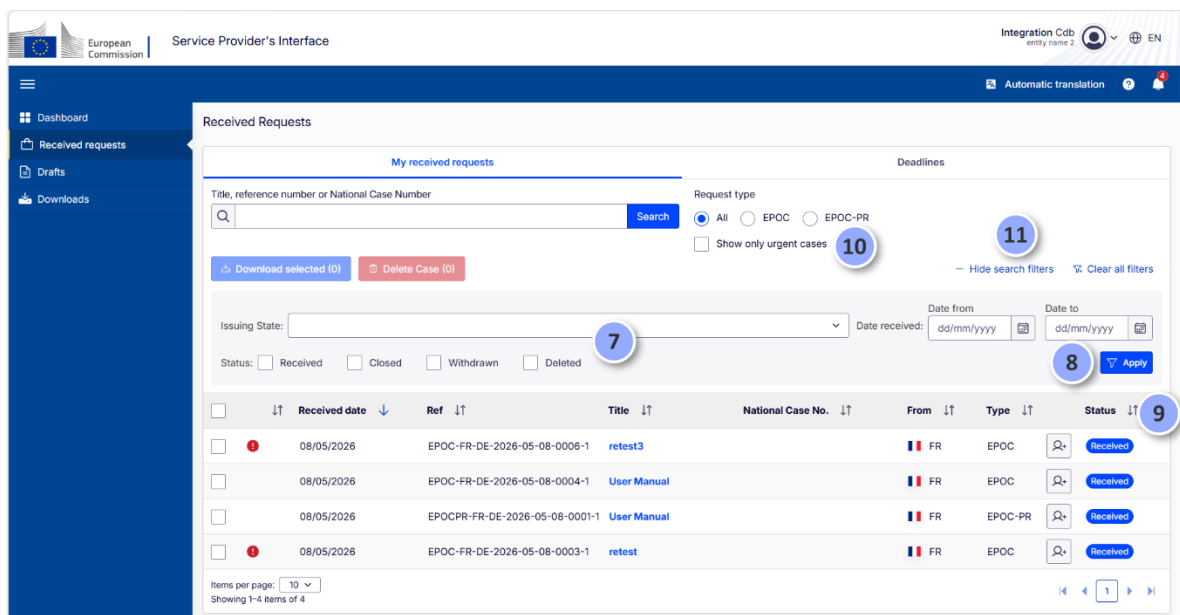 European
Commission
Service Provider's Interface
Integration Cdb
entity name 2
EN
Automatic translation
4
Dashboard
Received requests
Drafts
Downloads
Received Requests
My received requests
Deadlines
Title, reference number or National Case Number
Search
Request type
All EPOC EPOC-PR
Show only urgent cases
10
11
Download selected (0)
Delete Case (0)
Hide search filters
Clear all filters
Issuing State:
7
Date received:
Date from
dd/mm/yyyy
Date to
dd/mm/yyyy
Status: Received Closed Withdrawn Deleted
8
Apply
Received date Ref Title National Case No. From Type Status
9
08/05/2026 EPOC-FR-DE-2026-05-08-0006-1 retest3 FR EPOC Received
08/05/2026 EPOC-FR-DE-2026-05-08-0004-1 User Manual FR EPOC Received
08/05/2026 EPOCPR-FR-DE-2026-05-08-0001-1 User Manual FR EPOC-PR Received
08/05/2026 EPOC-FR-DE-2026-05-08-0003-1 retest FR EPOC Received
Items per page: 10
Showing 1–4 items of 4
1